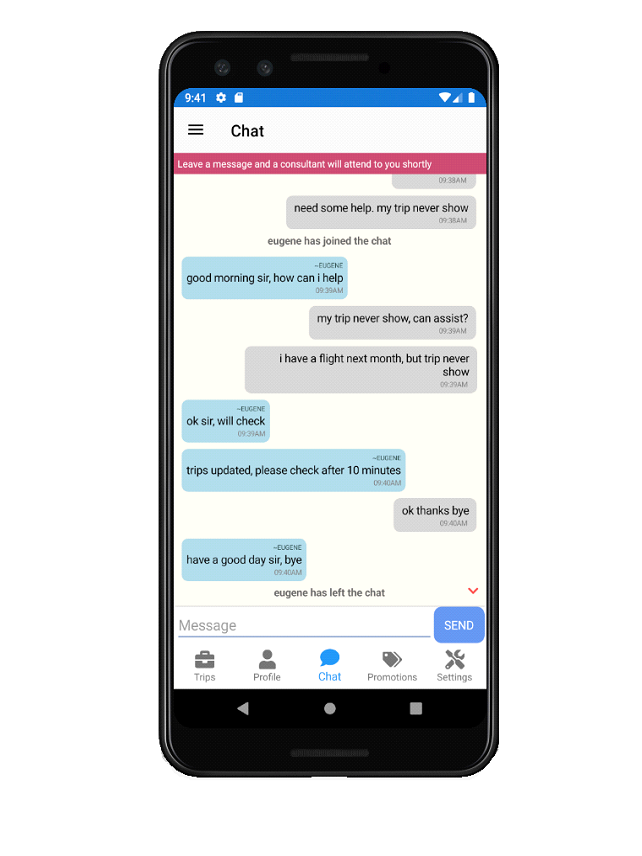 9:41
Chat
Leave a message and a consultant will attend to you shortly
09:38AM
need some help. my trip never show
09:38AM
eugene has joined the chat
~EUGENE
good morning sir, how can i help
09:39AM
my trip never show, can assist?
09:39AM
i have a flight next month, but trip never
show
09:39AM
~EUGENE
ok sir, will check
09:39AM
~EUGENE
trips updated, please check after 10 minutes
09:40AM
ok thanks bye
09:40AM
~EUGENE
have a good day sir, bye
09:40AM
eugene has left the chat
Message
SEND
Trips
Profile
Chat
Promotions
Settings